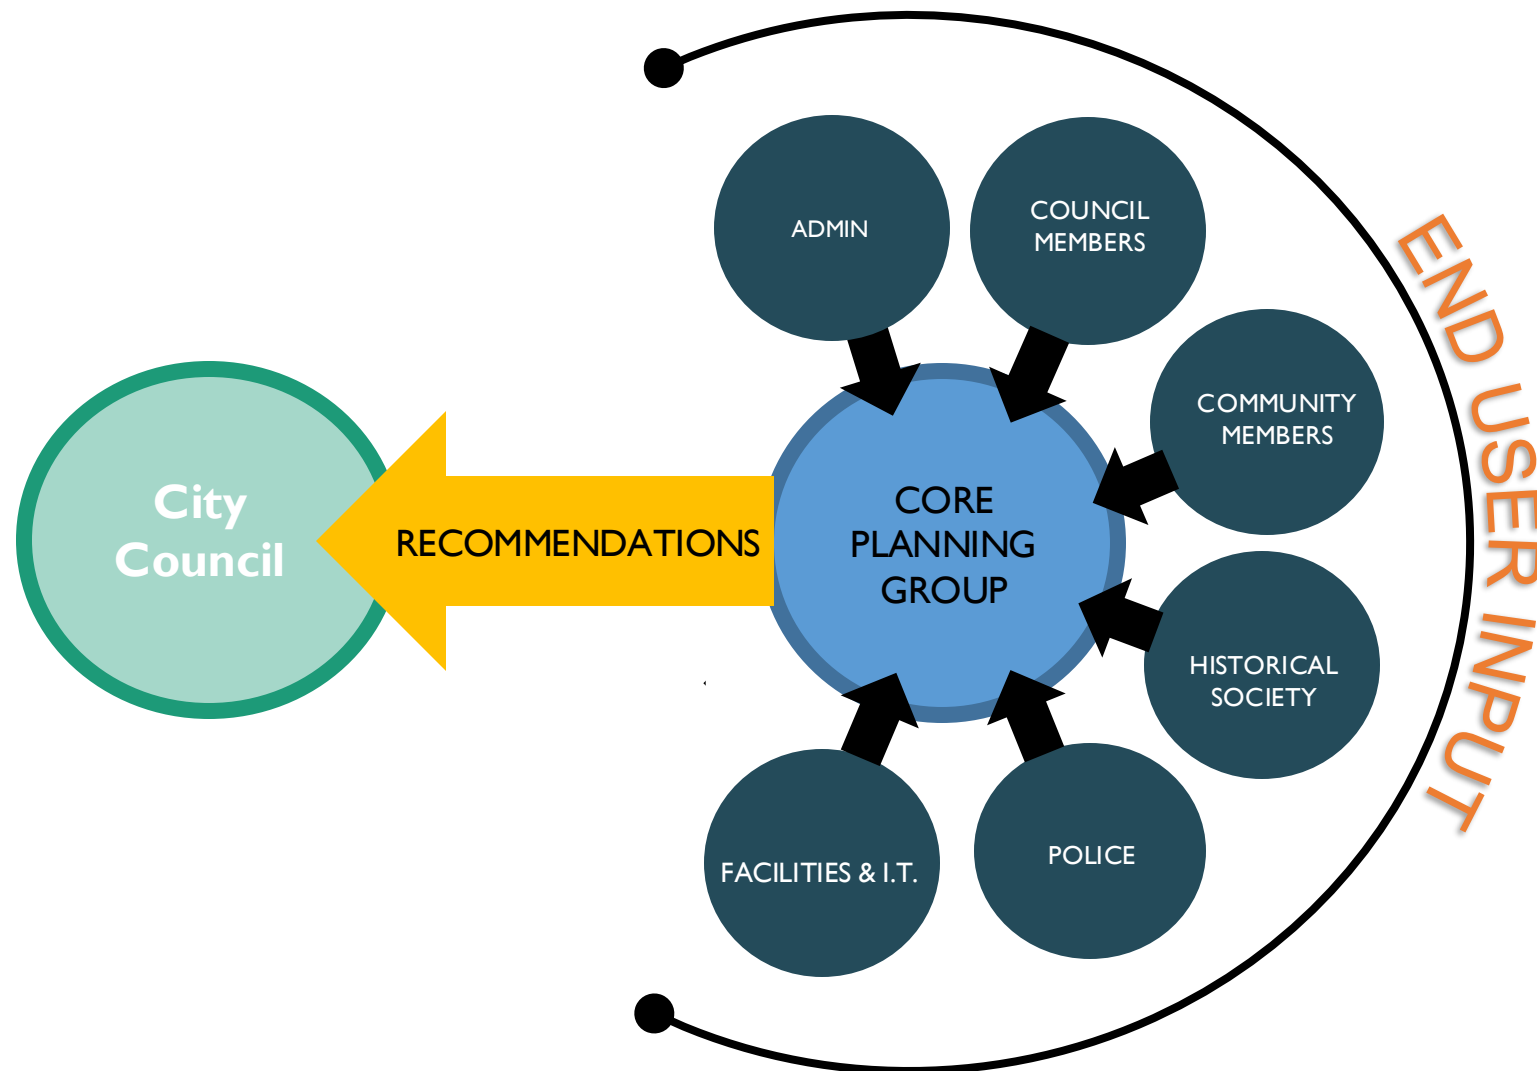 ADMIN
COUNCIL
MEMBERS
COMMUNITY
MEMBERS
City
Council
RECOMMENDATIONS
CORE
PLANNING
GROUP
HISTORICAL
SOCIETY
POLICE
FACILITIES & I.T.
END USER INPUT